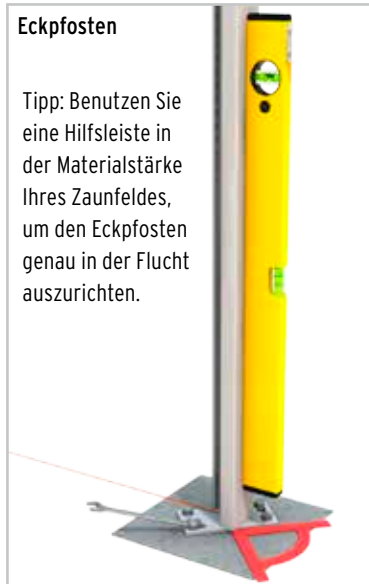 Eckpfosten
Tipp: Benutzen Sie
eine Hilfsleiste in
der Materialstärke
Ihres Zaunfeldes,
um den Eckpfosten
genau in der Flucht
auszurichten.